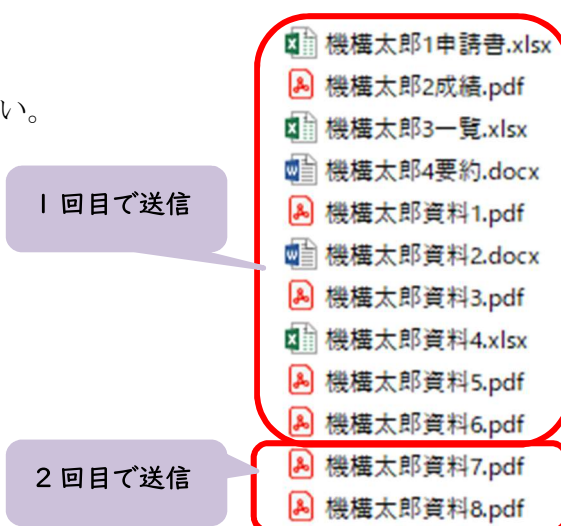 機構太郎1申請書.xlsx
機構太郎2成績.pdf
い。
機構太郎3一覧.xlsx
機構太郎4要約.docx
1回目で送信
機構太郎資料1.pdf
機構太郎資料2.docx
機構太郎資料3.pdf
機構太郎資料4.xlsx
機構太郎資料5.pdf
機構太郎資料6.pdf
2回目で送信
機構太郎資料7.pdf
機構太郎資料8.pdf